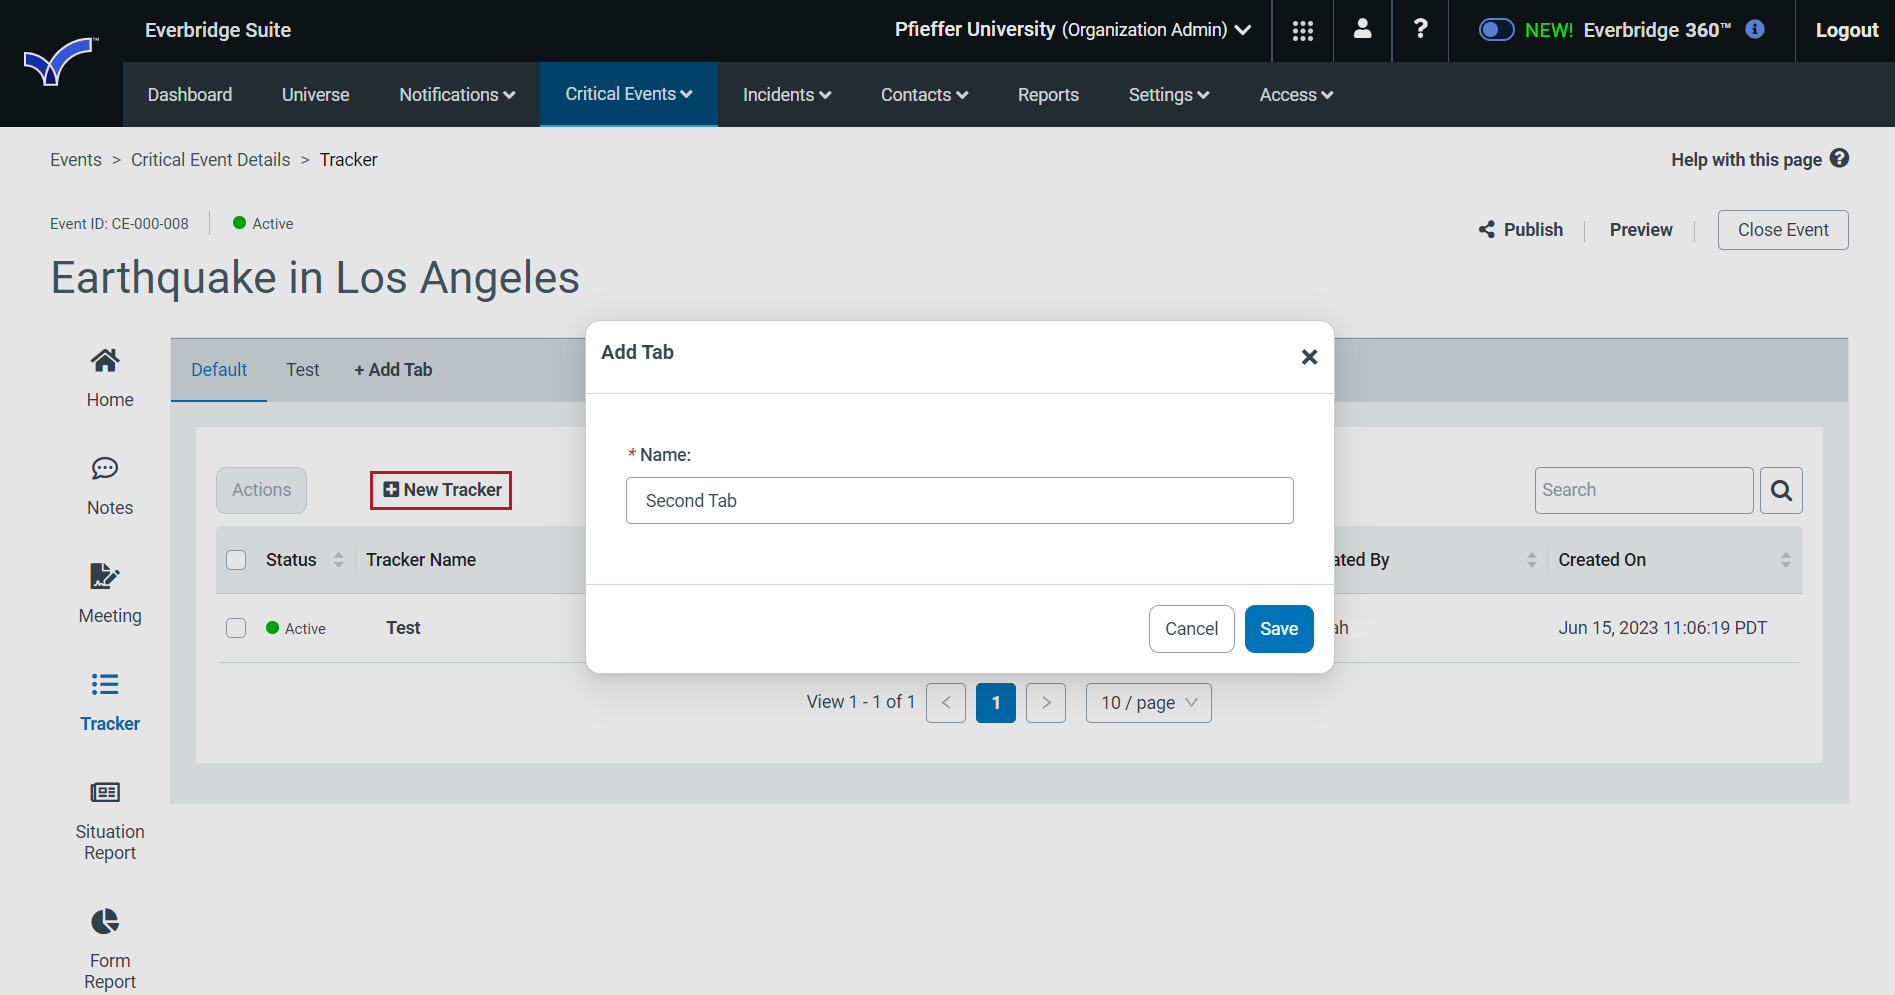 Everbridge Suite
Pfieffer University (Organization Admin)
?
NEW! Everbridge 360™
i
Logout
TM
Dashboard
Universe
Notifications
Critical Events
Incidents
Contacts
Reports
Settings
Access
Events > Critical Event Details > Tracker
Help with this page ?
Event ID: CE-000-008
Active
Publish
Preview
Close Event
Earthquake in Los Angeles
Home
Notes
Meeting
Tracker
Situation
Report
Form
Report
Default
Test
+ Add Tab
Actions
New Tracker
Search
Status
Tracker Name
ated By
Created On
Active
Test
ah
Jun 15, 2023 11:06:19 PDT
View 1 - 1 of 1
<
1
>
10 / page
Add Tab
* Name:
Second Tab
Cancel
Save